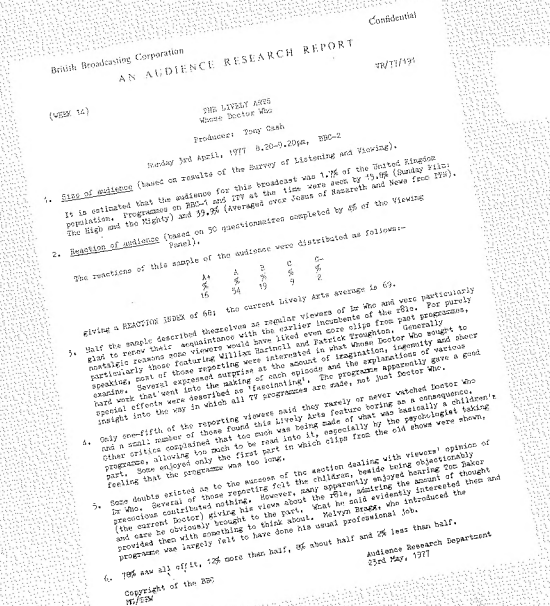 Confidential
British Broadcasting Corporation
AN AUDIENCE RESEARCH REPORT
VR/77/191
(WEEK 14)
THE LIVELY ARTS
Whose Doctor Who
Producer: Tony Cash
Sunday 3rd April, 1977 8.20-9.20pm, BBC-2
1. Size of audience (based on results of the Survey of Listening and Viewing).
It is estimated that the audience for this broadcast was 1.7% of the United Kingdom
population. Programmes on BBC-1 and ITV at the time were seen by 15.8% (Sunday Film:
The High and the Mighty) and 39.9% (Averaged over Jesus of Nazareth and News from ITN).
2. Reaction of audience (based on 50 questionnaires completed by 4% of the Viewing
Panel).
The reactions of this sample of the audience were distributed as follows:-
A+ A B C C-
% % % % %
16 54 19 9 2
giving a REACTION INDEX of 68; the current Lively Arts average is 69.
3. Half the sample described themselves as regular viewers of Dr Who and were particularly
glad to renew their acquaintance with the earlier incumbents of the rôle. For purely
nostalgic reasons some viewers would have liked even more clips from past programmes,
particularly those featuring William Hartnell and Patrick Troughton. Generally
speaking, most of those reporting were interested in what Whose Doctor Who sought to
examine. Several expressed surprise at the amount of imagination, ingenuity and sheer
hard work that went into the making of each episode and the explanations of various
special effects were described as 'fascinating'. The programme apparently gave a good
insight into the way in which all TV programmes are made, not just Doctor Who.
4. Only one-fifth of the reporting viewers said they rarely or never watched Doctor Who
and a small number of those found this Lively Arts feature boring as a consequence.
Other critics complained that too much was being made of what was basically a children's
programme, allowing too much to be read into it, especially by the psychologist taking
part. Some enjoyed only the first part in which clips from the old shows were shown,
feeling that the programme was too long.
5. Some doubts existed as to the success of the section dealing with viewers' opinion of
Dr Who. Several of those reporting felt the children, beside being objectionably
precocious contributed nothing. However, many apparently enjoyed hearing Tom Baker
(the current Doctor) giving his views about the rôle, admiring the amount of thought
and care he obviously brought to the part. What he said evidently interested them and
provided them with something to think about. Melvyn Bragg, who introduced the
programme was largely felt to have done his usual professional job.
6. 78% saw all of it, 12% more than half, 8% about half and 2% less than half.
Copyright of the BBC
Audience Research Department
23rd May, 1977